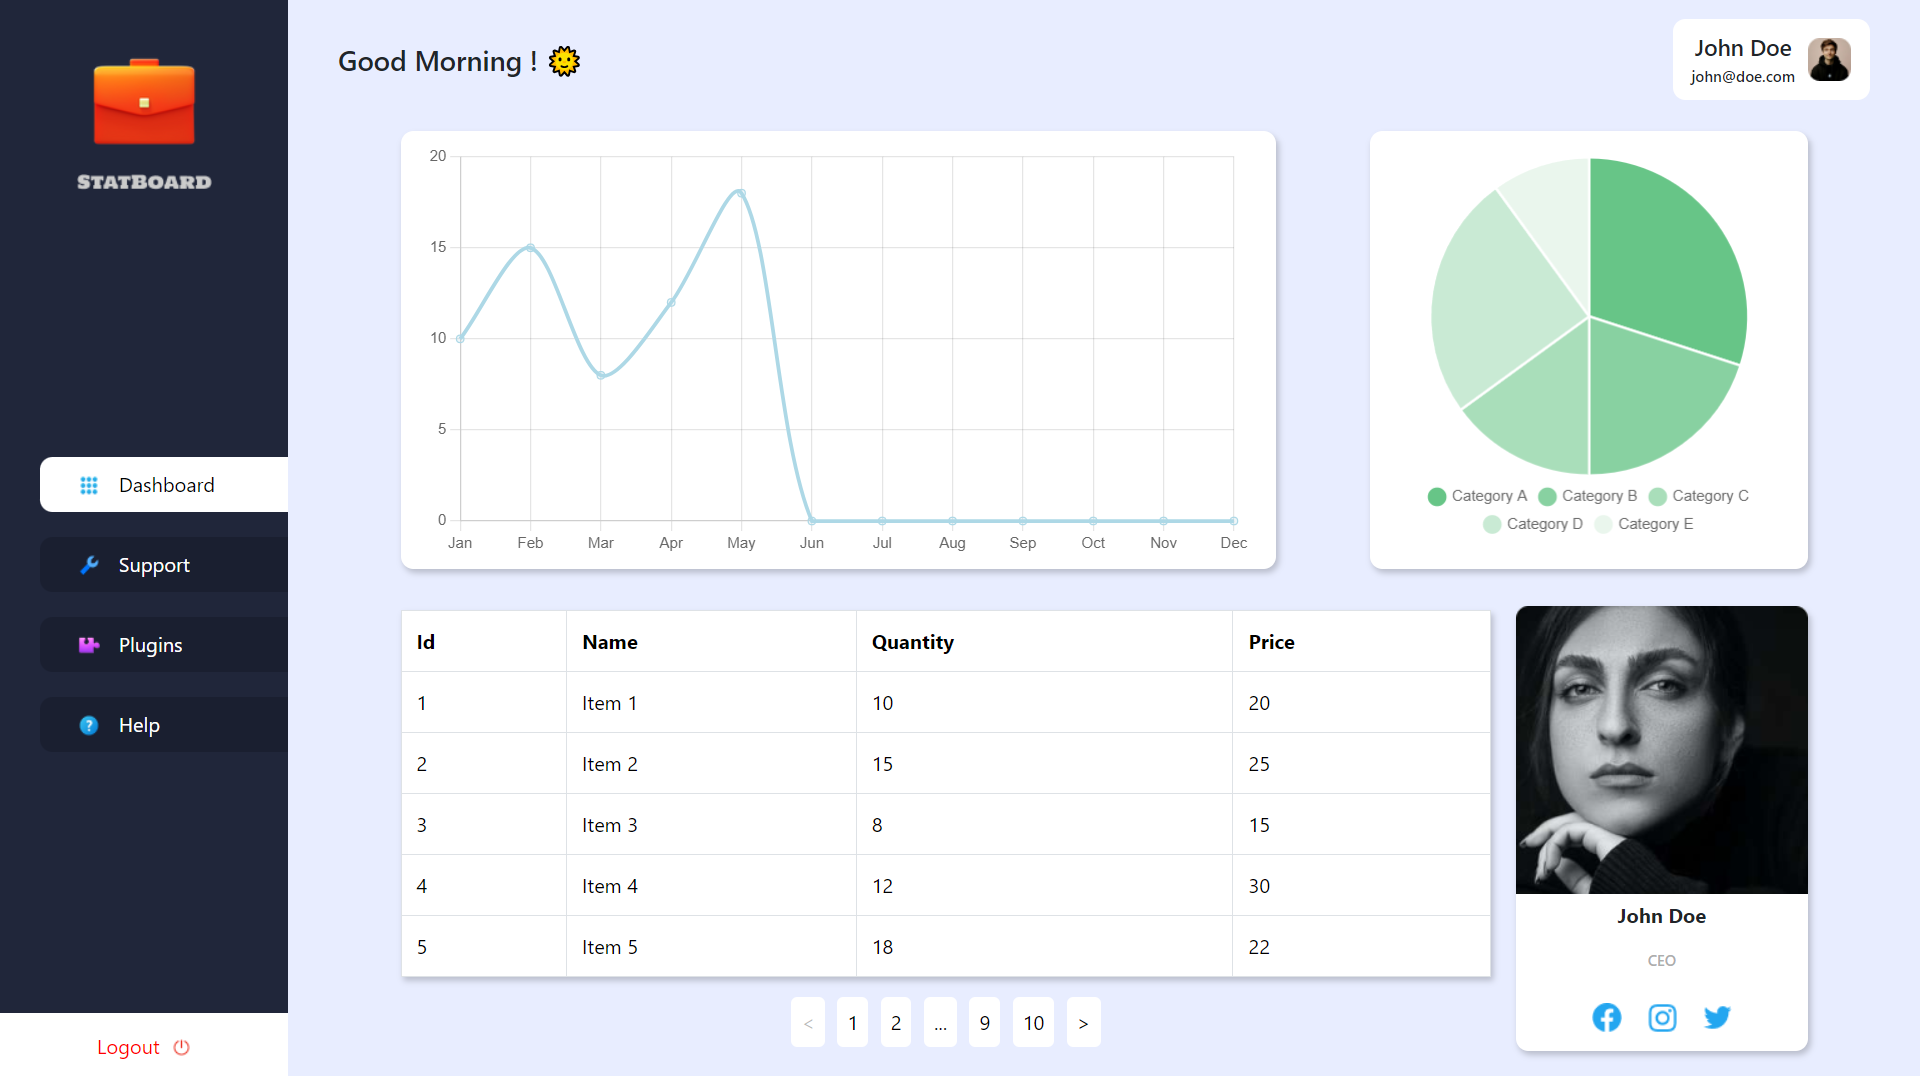 STATBOARD
Dashboard
Support
Plugins
Help
Logout
Good Morning ! 🌞
John Doe
john@doe.com
20
15
10
5
0
Jan Feb Mar Apr May Jun Jul Aug Sep Oct Nov Dec
Category A Category B Category C
Category D Category E
Id Name Quantity Price
1 Item 1 10 20
2 Item 2 15 25
3 Item 3 8 15
4 Item 4 12 30
5 Item 5 18 22
< 1 2 ... 9 10 >
John Doe
CEO